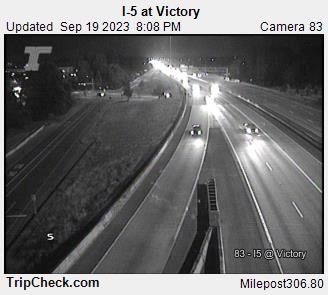 I-5 at Victory
Updated Sep 19 2023 8:08 PM Camera 83
T
S
83 - I5 @ Victory
TripCheck.com Milepost306.80